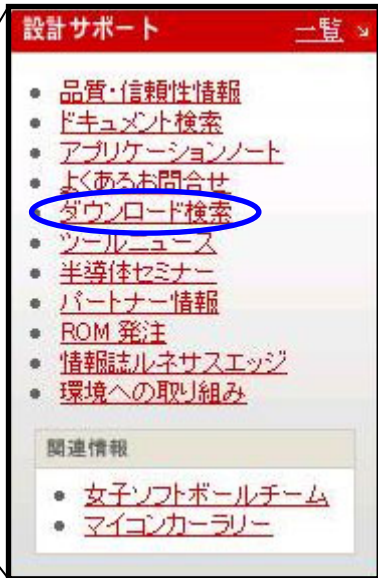 設計サポート 一覧
品質・信頼性情報
ドキュメント検索
アプリケーションノート
よくあるお問合せ
ダウンロード検索
ツールニュース
半導体セミナー
パートナー情報
ROM 発注
情報誌ルネサスエッジ
環境への取り組み
関連情報
女子ソフトボールチーム
マイコンカーラリー